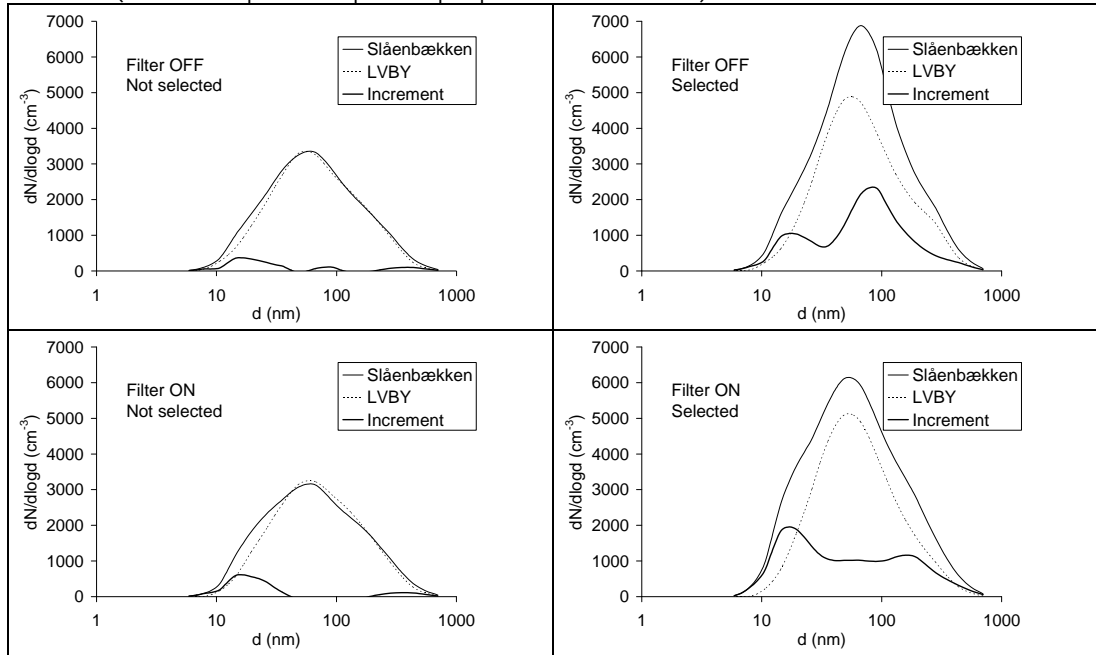 7000
6000
5000
4000
3000
2000
1000
0
dN/dlogd (cm-3)
Filter OFF
Not selected
Slåenbækken
LVBY
Increment
1 10 100 1000
d (nm)
7000
6000
5000
4000
3000
2000
1000
0
dN/dlogd (cm-3)
Filter OFF
Selected
Slåenbækken
LVBY
Increment
1 10 100 1000
d (nm)
7000
6000
5000
4000
3000
2000
1000
0
dN/dlogd (cm-3)
Filter ON
Not selected
Slåenbækken
LVBY
Increment
1 10 100 1000
d (nm)
7000
6000
5000
4000
3000
2000
1000
0
dN/dlogd (cm-3)
Filter ON
Selected
Slåenbækken
LVBY
Increment
1 10 100 1000
d (nm)